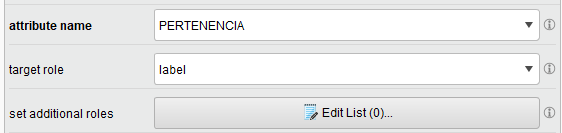 attribute name PERTENENCIA
target role label
set additional roles Edit List (0)...